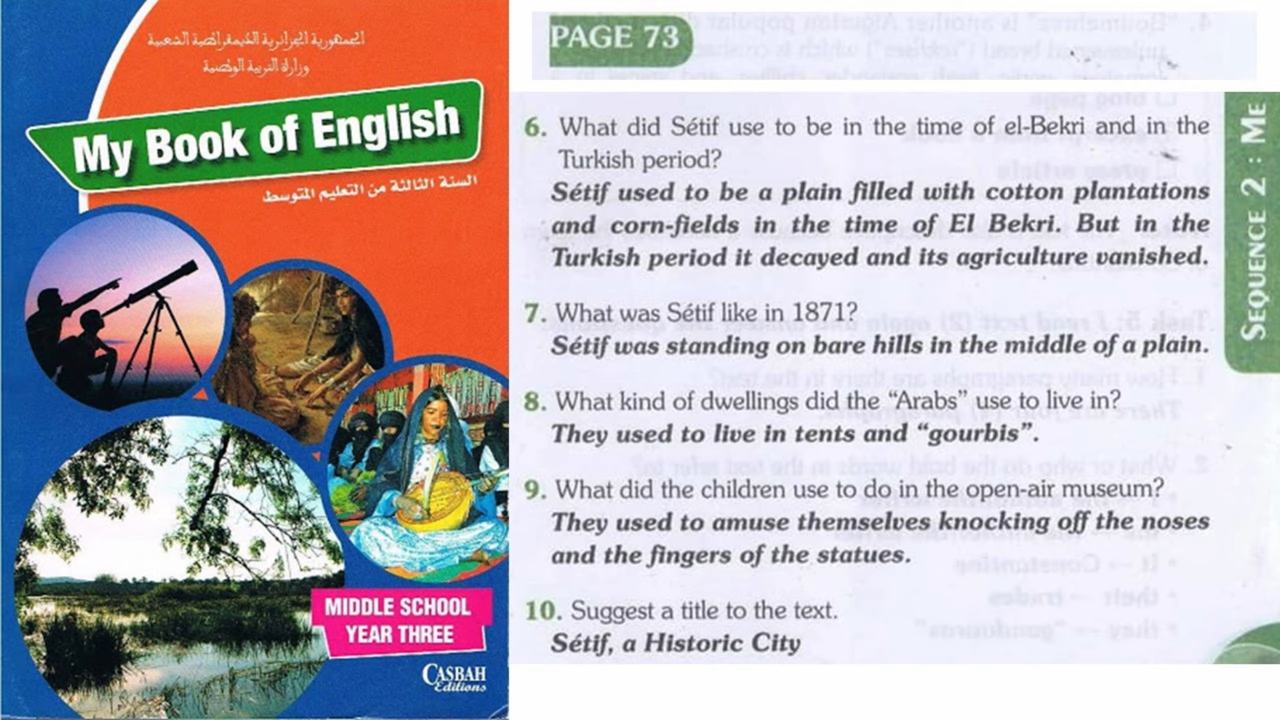 الجمهورية الجزائرية الديمقراطية الشعبية
وزارة التربية الوطنية
My Book of English
السنة الثالثة من التعليم المتوسط
MIDDLE SCHOOL
YEAR THREE
CASBAH
Editions
PAGE 73
6. What did Sétif use to be in the time of el-Bekri and in the
Turkish period?
Sétif used to be a plain filled with cotton plantations
and corn-fields in the time of El Bekri. But in the
Turkish period it decayed and its agriculture vanished.
7. What was Sétif like in 1871?
Sétif was standing on bare hills in the middle of a plain.
8. What kind of dwellings did the “Arabs” use to live in?
They used to live in tents and “gourbis”.
9. What did the children use to do in the open-air museum?
They used to amuse themselves knocking off the noses
and the fingers of the statues.
10. Suggest a title to the text.
Sétif, a Historic City
SEQUENCE 2 : ME